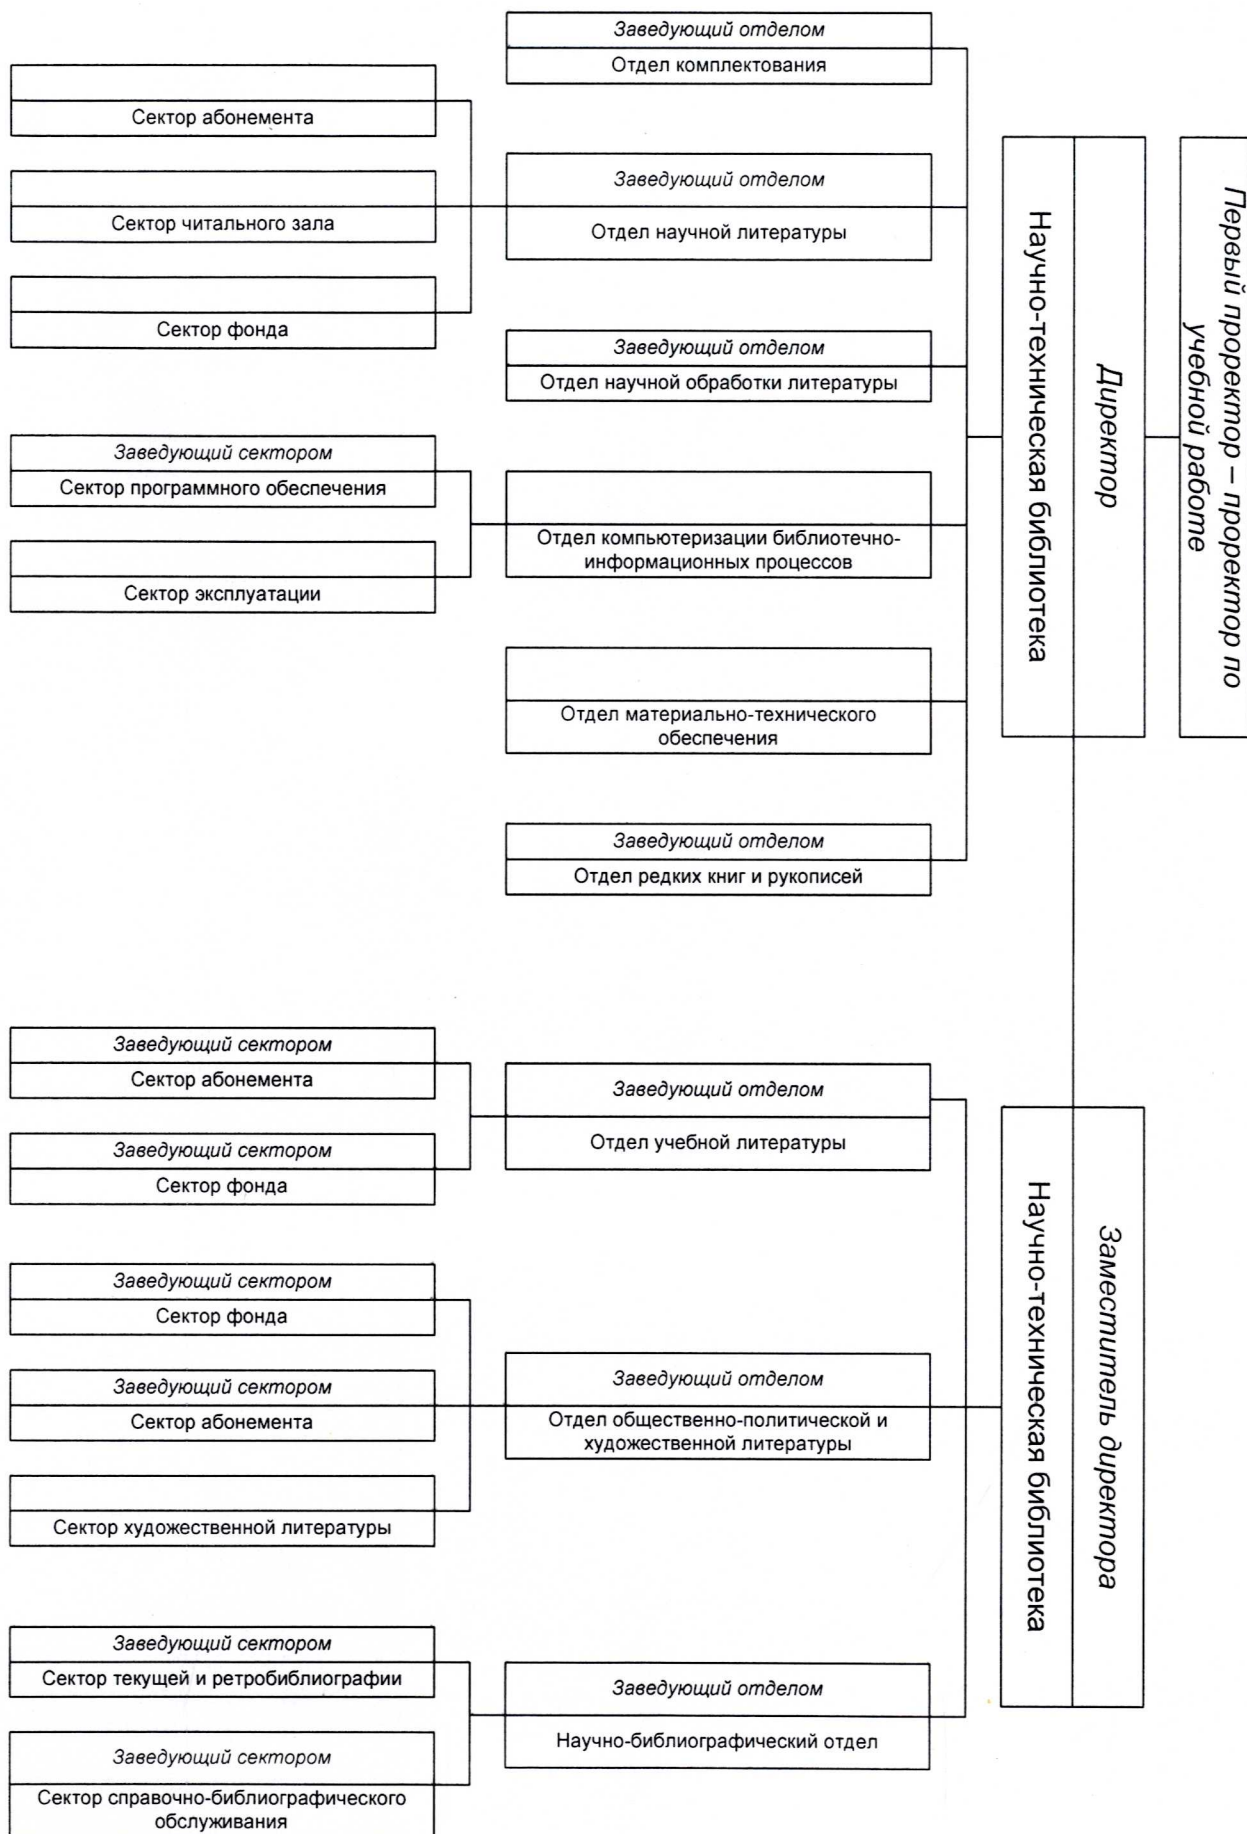 Первый проректор – проректор по
учебной работе
Директор
Научно-техническая библиотека
Заведующий отделом
Отдел комплектования
Заведующий отделом
Отдел научной литературы
Сектор абонемента
Сектор читального зала
Сектор фонда
Заведующий отделом
Отдел научной обработки литературы
Отдел компьютеризации библиотечно-
информационных процессов
Заведующий сектором
Сектор программного обеспечения
Сектор эксплуатации
Отдел материально-технического
обеспечения
Заведующий отделом
Отдел редких книг и рукописей
Заместитель директора
Научно-техническая библиотека
Заведующий отделом
Отдел учебной литературы
Заведующий сектором
Сектор абонемента
Заведующий сектором
Сектор фонда
Заведующий отделом
Отдел общественно-политической и
художественной литературы
Заведующий сектором
Сектор фонда
Заведующий сектором
Сектор абонемента
Сектор художественной литературы
Заведующий отделом
Научно-библиографический отдел
Заведующий сектором
Сектор текущей и ретробиблиографии
Заведующий сектором
Сектор справочно-библиографического
обслуживания